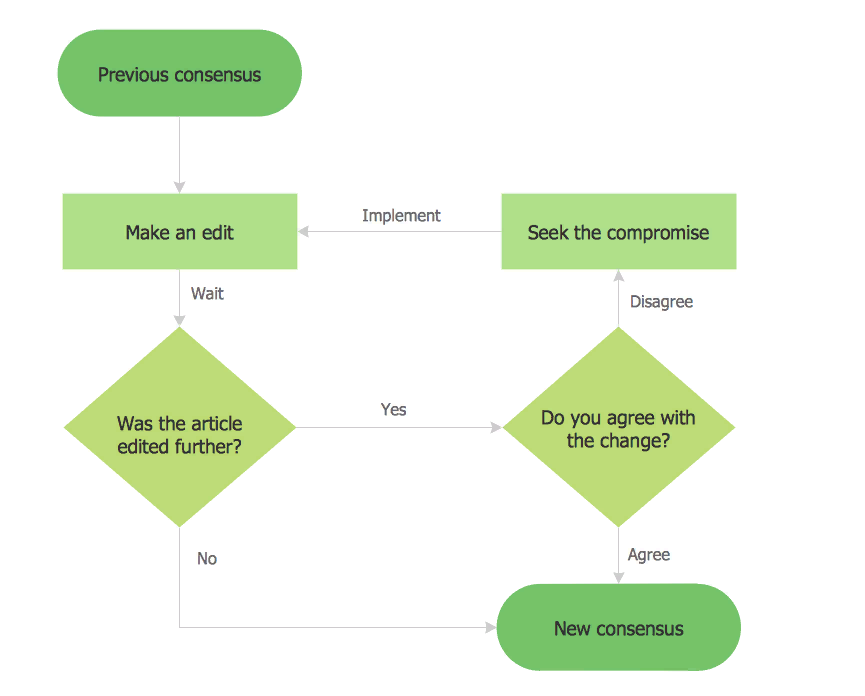 Previous consensus
Implement
Make an edit
Seek the compromise
Wait
Disagree
Yes
Was the article
edited further?
Do you agree with
the change?
No
Agree
New consensus